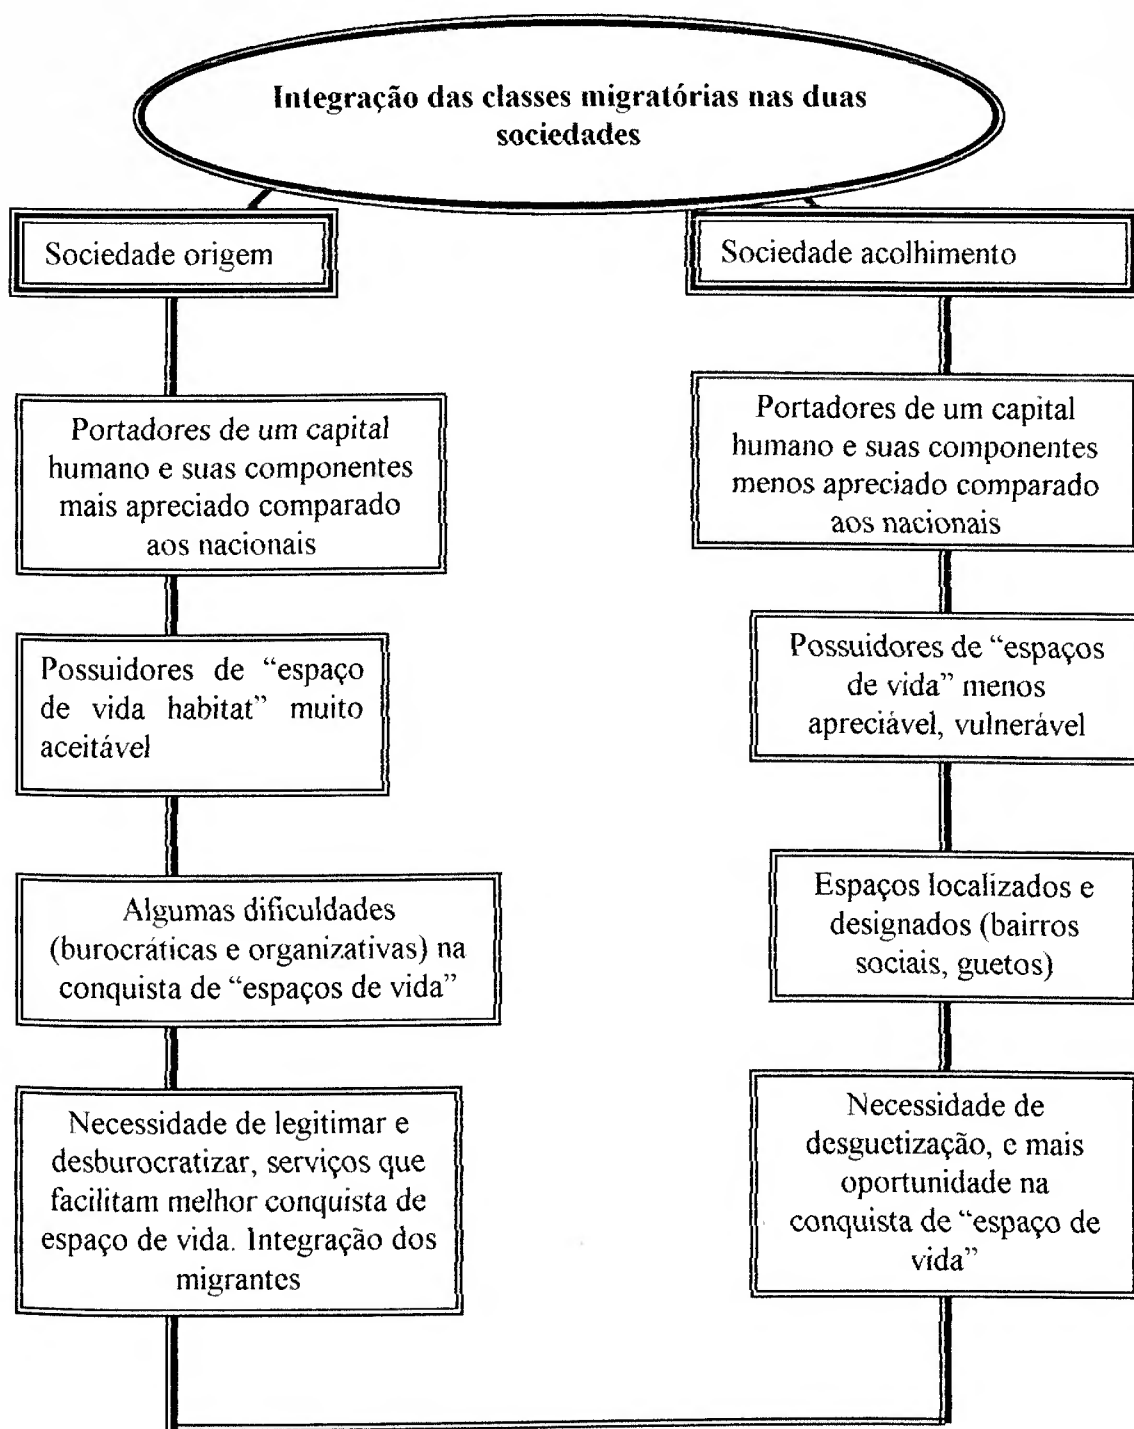 Integração das classes migratórias nas duas
sociedades
Sociedade origem
Portadores de um capital
humano e suas componentes
mais apreciado comparado
aos nacionais
Possuidores de “espaço
de vida habitat” muito
aceitável
Algumas dificuldades
(burocráticas e organizativas) na
conquista de “espaços de vida”
Necessidade de legitimar e
desburocratizar, serviços que
facilitam melhor conquista de
espaço de vida. Integração dos
migrantes
Sociedade acolhimento
Portadores de um capital
humano e suas componentes
menos apreciado comparado
aos nacionais
Possuidores de “espaços
de vida” menos
apreciável, vulnerável
Espaços localizados e
designados (bairros
sociais, guetos)
Necessidade de
desguetização, e mais
oportunidade na
conquista de “espaço de
vida”